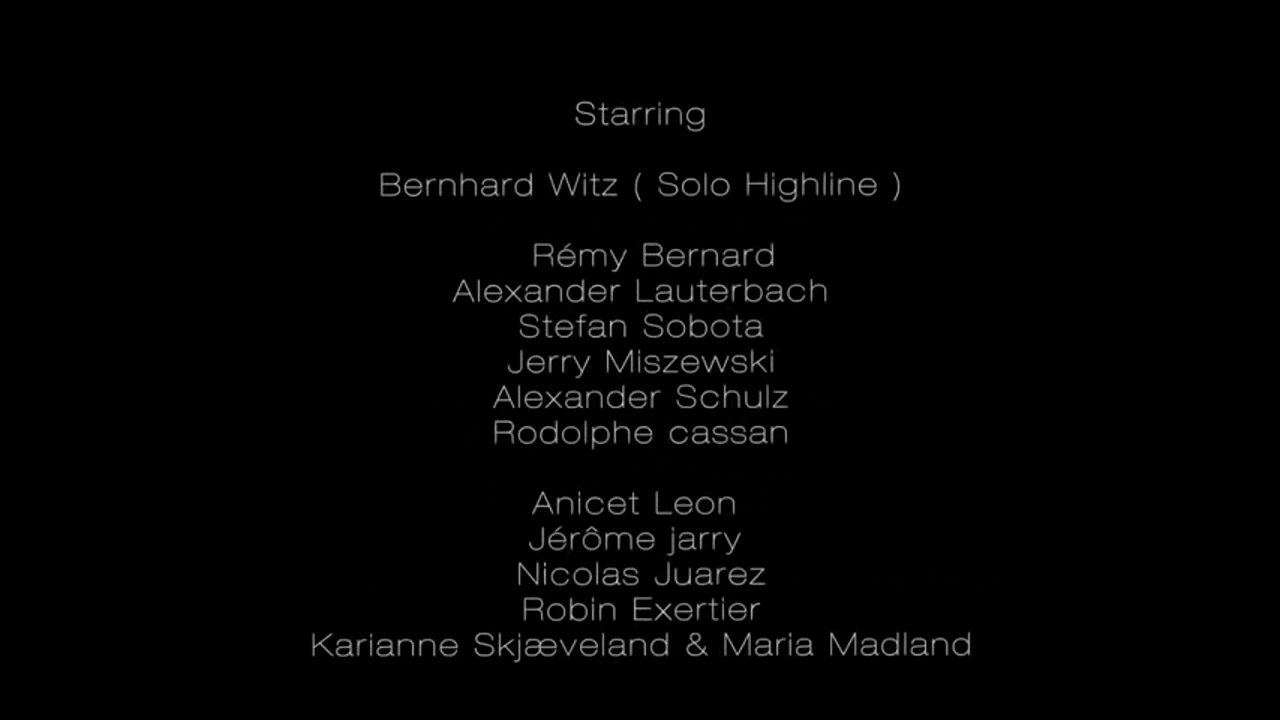 Starring
Bernhard Witz ( Solo Highline )
Rémy Bernard
Alexander Lauterbach
Stefan Sobota
Jerry Miszewski
Alexander Schulz
Rodolphe cassan
Anicet Leon
Jérôme jarry
Nicolas Juarez
Robin Exertier
Karianne Skjæveland & Maria Madland